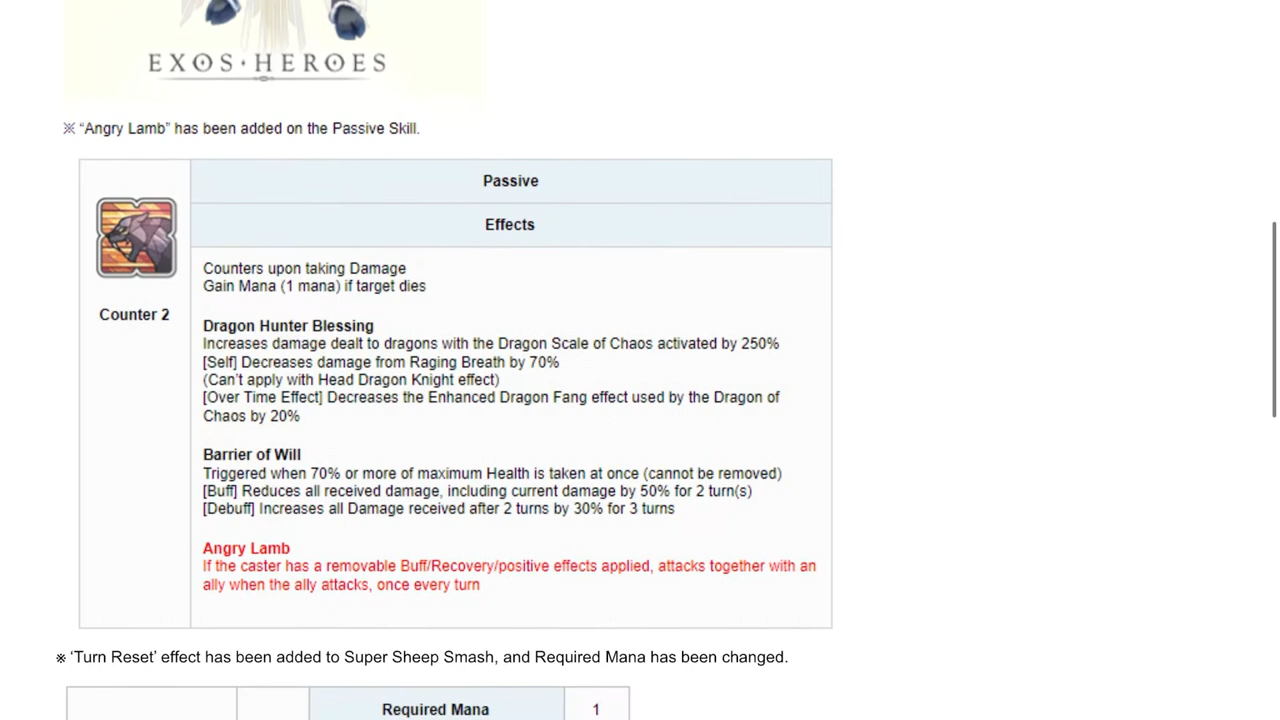 EXOS·HEROES
※ “Angry Lamb” has been added on the Passive Skill.
Passive
Effects
Counter 2
Counters upon taking Damage
Gain Mana (1 mana) if target dies
Dragon Hunter Blessing
Increases damage dealt to dragons with the Dragon Scale of Chaos activated by 250%
[Self] Decreases damage from Raging Breath by 70%
(Can't apply with Head Dragon Knight effect)
[Over Time Effect] Decreases the Enhanced Dragon Fang effect used by the Dragon of
Chaos by 20%
Barrier of Will
Triggered when 70% or more of maximum Health is taken at once (cannot be removed)
[Buff] Reduces all received damage, including current damage by 50% for 2 turn(s)
[Debuff] Increases all Damage received after 2 turns by 30% for 3 turns
Angry Lamb
If the caster has a removable Buff/Recovery/positive effects applied, attacks together with an
ally when the ally attacks, once every turn
※ ‘Turn Reset’ effect has been added to Super Sheep Smash, and Required Mana has been changed.
Required Mana 1